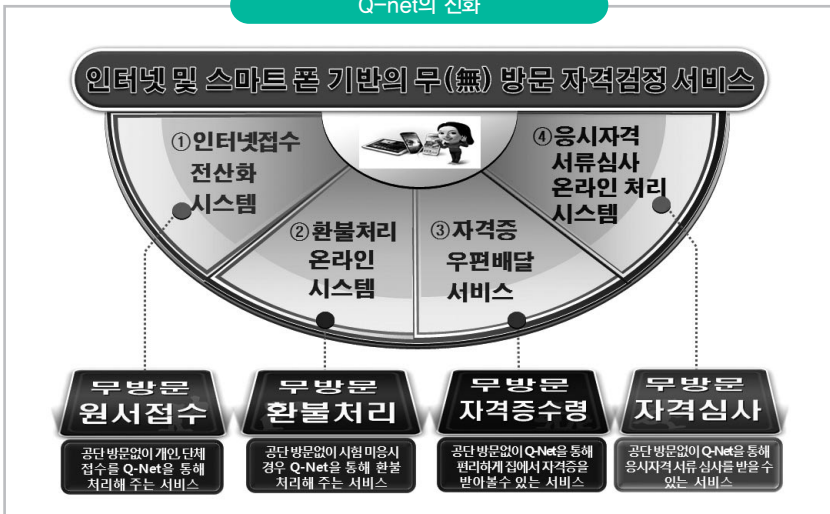 Q-net의 진화
인터넷 및 스마트 폰 기반의 무(無) 방문 자격검정 서비스
①인터넷접수
전산화
시스템
②환불처리
온라인
시스템
③자격증
우편배달
서비스
④응시자격
서류심사
온라인 처리
시스템
무방문
원서접수
공단 방문없이 개인, 단체
접수를 Q-Net을 통해
처리해 주는 서비스
무방문
환불처리
공단 방문없이 시험 미응시
경우 Q-Net을 통해 환불
처리해 주는 서비스
무방문
자격증수령
공단 방문없이 Q-Net을 통해
편리하게 집에서 자격증을
받아볼수 있는 서비스
무방문
자격심사
공단 방문없이 Q-Net을 통해
응시자격 서류 심사를 받을 수
있는 서비스